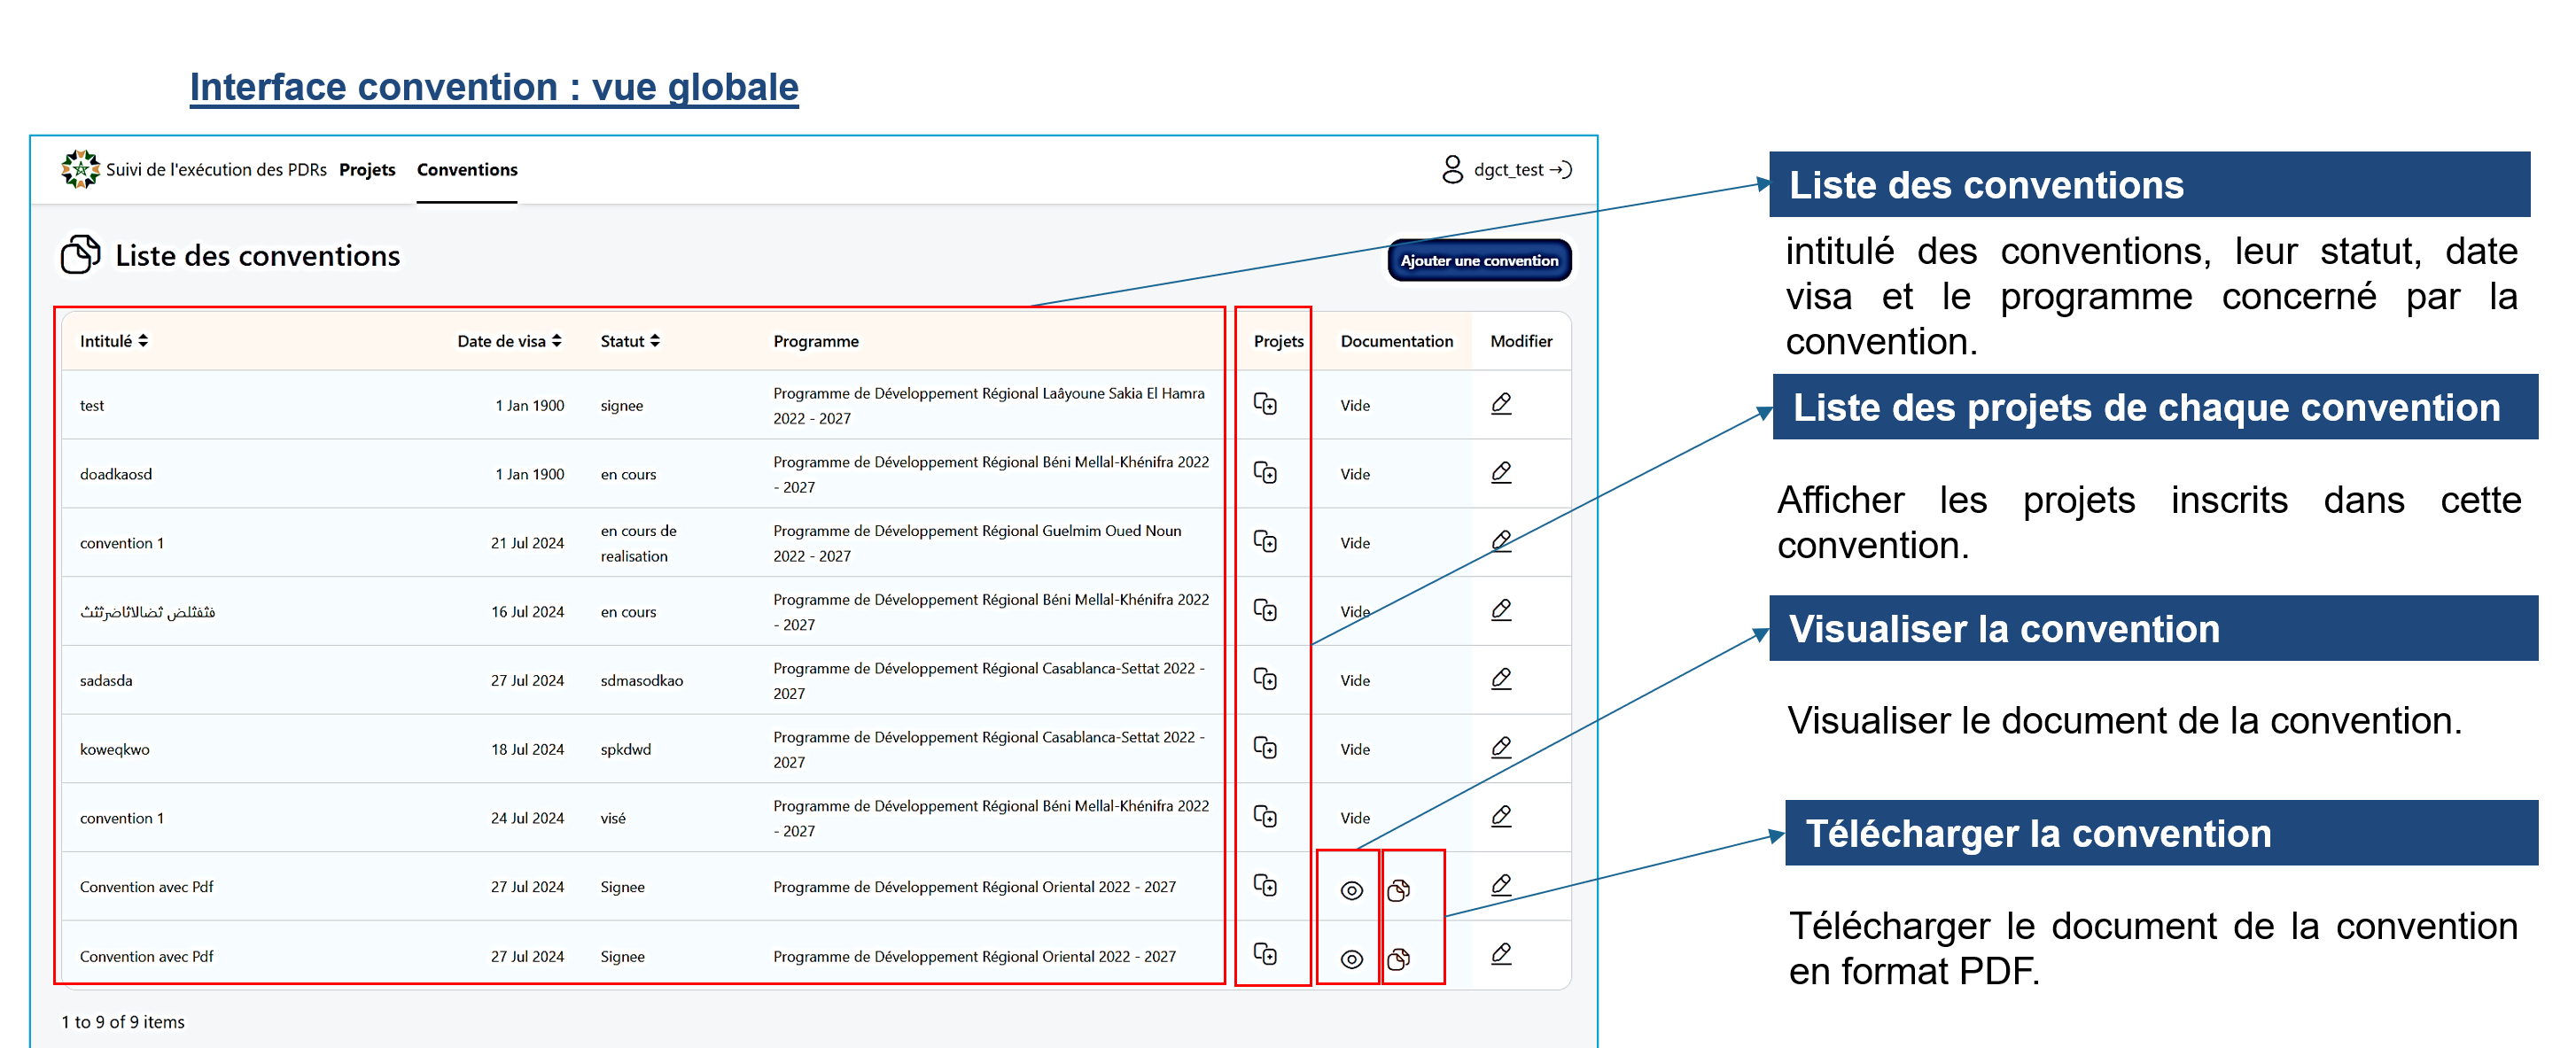 Interface convention : vue globale
Suivi de l'exécution des PDRs Projets Conventions
dgct_test
Liste des conventions
Ajouter une convention
Intitulé Date de visa Statut Programme Projets Documentation Modifier
test 1 Jan 1900 signee Programme de Développement Régional Laâyoune Sakia El Hamra
2022 - 2027
Vide
doadkaosd 1 Jan 1900 en cours Programme de Développement Régional Béni Mellal-Khénifra 2022
- 2027
Vide
convention 1 21 Jul 2024 en cours de
realisation
Programme de Développement Régional Guelmim Oued Noun
2022 - 2027
Vide
16 Jul 2024 en cours Programme de Développement Régional Béni Mellal-Khénifra 2022
- 2027
Vide
sadasda 27 Jul 2024 sdmasodkao Programme de Développement Régional Casablanca-Settat 2022 -
2027
Vide
koweqkwo 18 Jul 2024 spkdwd Programme de Développement Régional Casablanca-Settat 2022 -
2027
Vide
convention 1 24 Jul 2024 visé Programme de Développement Régional Béni Mellal-Khénifra 2022
- 2027
Vide
Convention avec Pdf 27 Jul 2024 Signee Programme de Développement Régional Oriental 2022 - 2027
Convention avec Pdf 27 Jul 2024 Signee Programme de Développement Régional Oriental 2022 - 2027
1 to 9 of 9 items
Liste des conventions
intitulé des conventions, leur statut, date
visa et le programme concerné par la
convention.
Liste des projets de chaque convention
Afficher les projets inscrits dans cette
convention.
Visualiser la convention
Visualiser le document de la convention.
Télécharger la convention
Télécharger le document de la convention
en format PDF.